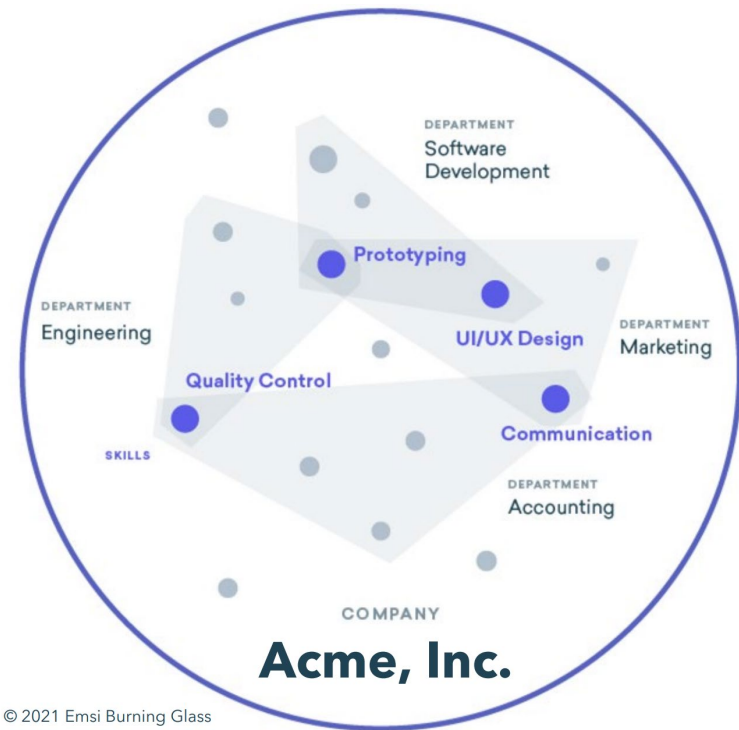 DEPARTMENT
Software
Development
Prototyping
DEPARTMENT
Engineering
UI/UX Design
DEPARTMENT
Marketing
Quality Control
Communication
SKILLS
DEPARTMENT
Accounting
COMPANY
Acme, Inc.
© 2021 Emsi Burning Glass